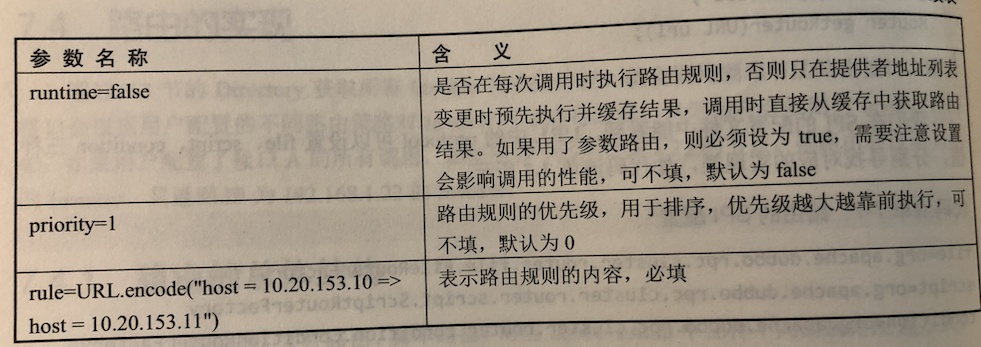 参 数 名 称
含 义
runtime=false
是否在每次调用时执行路由规则，否则只在提供者地址列表
变更时预先执行并缓存结果，调用时直接从缓存中获取路由
结果。如果用了参数路由，则必须设为 true，需要注意设置
会影响调用的性能，可不填，默认为 false
priority=1
路由规则的优先级，用于排序，优先级越大越靠前执行，可
不填，默认为 0
rule=URL.encode("host = 10.20.153.10 =>
host = 10.20.153.11")
表示路由规则的内容，必填